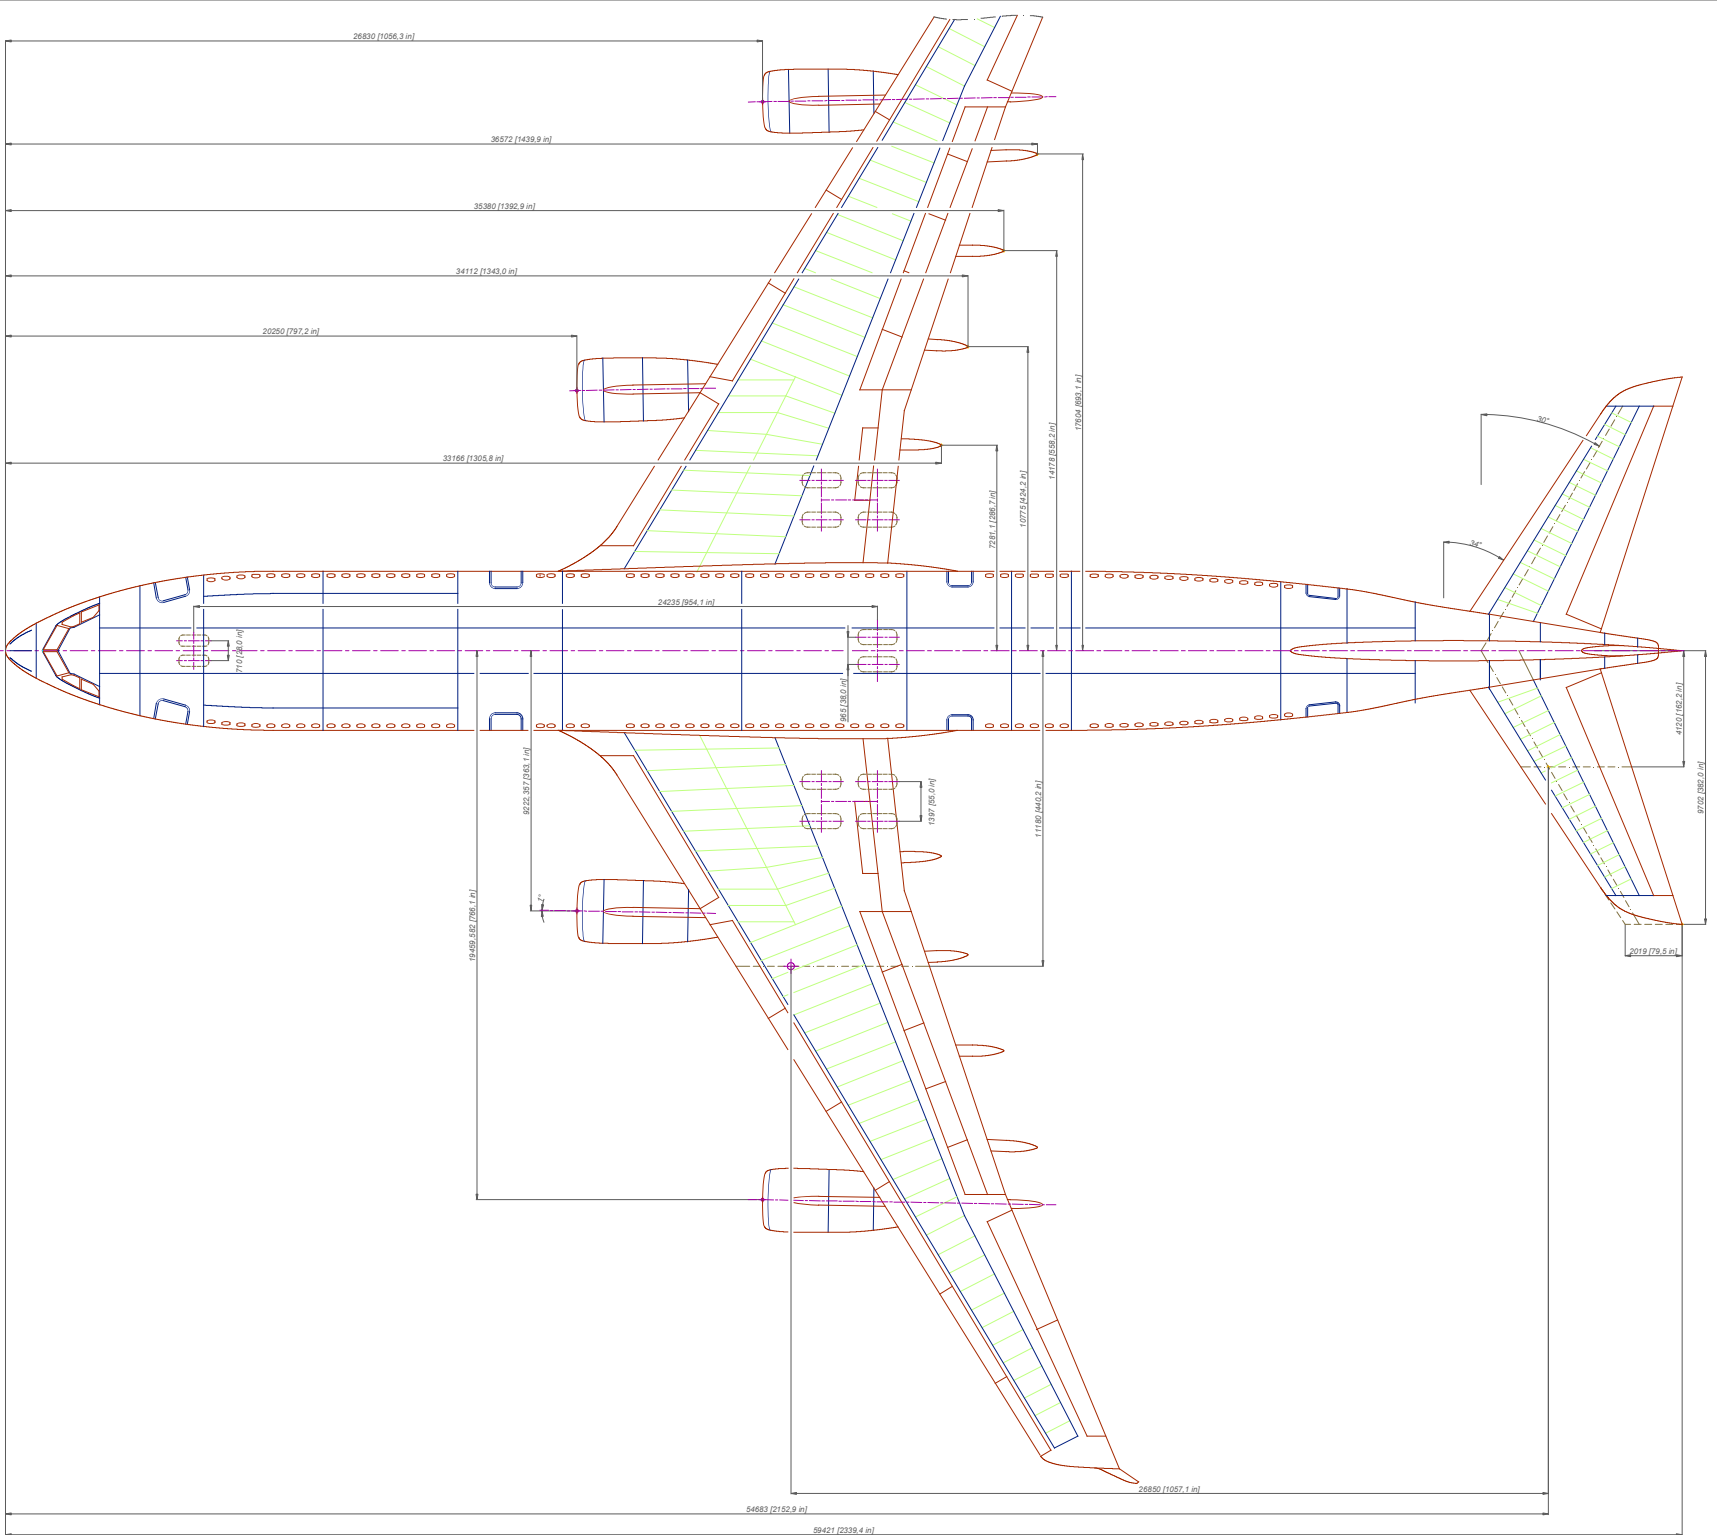 26830 [1056,3 in]
36572 [1439,9 in]
35380 [1392,9 in]
34112 [1343,0 in]
20250 [797,2 in]
33166 [1305,8 in]
17604 [693,1 in]
14178 [558,2 in]
10775 [424,2 in]
7281,1 [286,7 in]
30°
34°
24235 [954,1 in]
710 [28,0 in]
965 [38,0 in]
4120 [162,2 in]
9702 [382,0 in]
9222,357 [363,1 in]
1397 [55,0 in]
11180 [440,2 in]
19459,582 [766,1 in]
2019 [79,5 in]
26850 [1057,1 in]
54683 [2152,9 in]
59421 [2339,4 in]